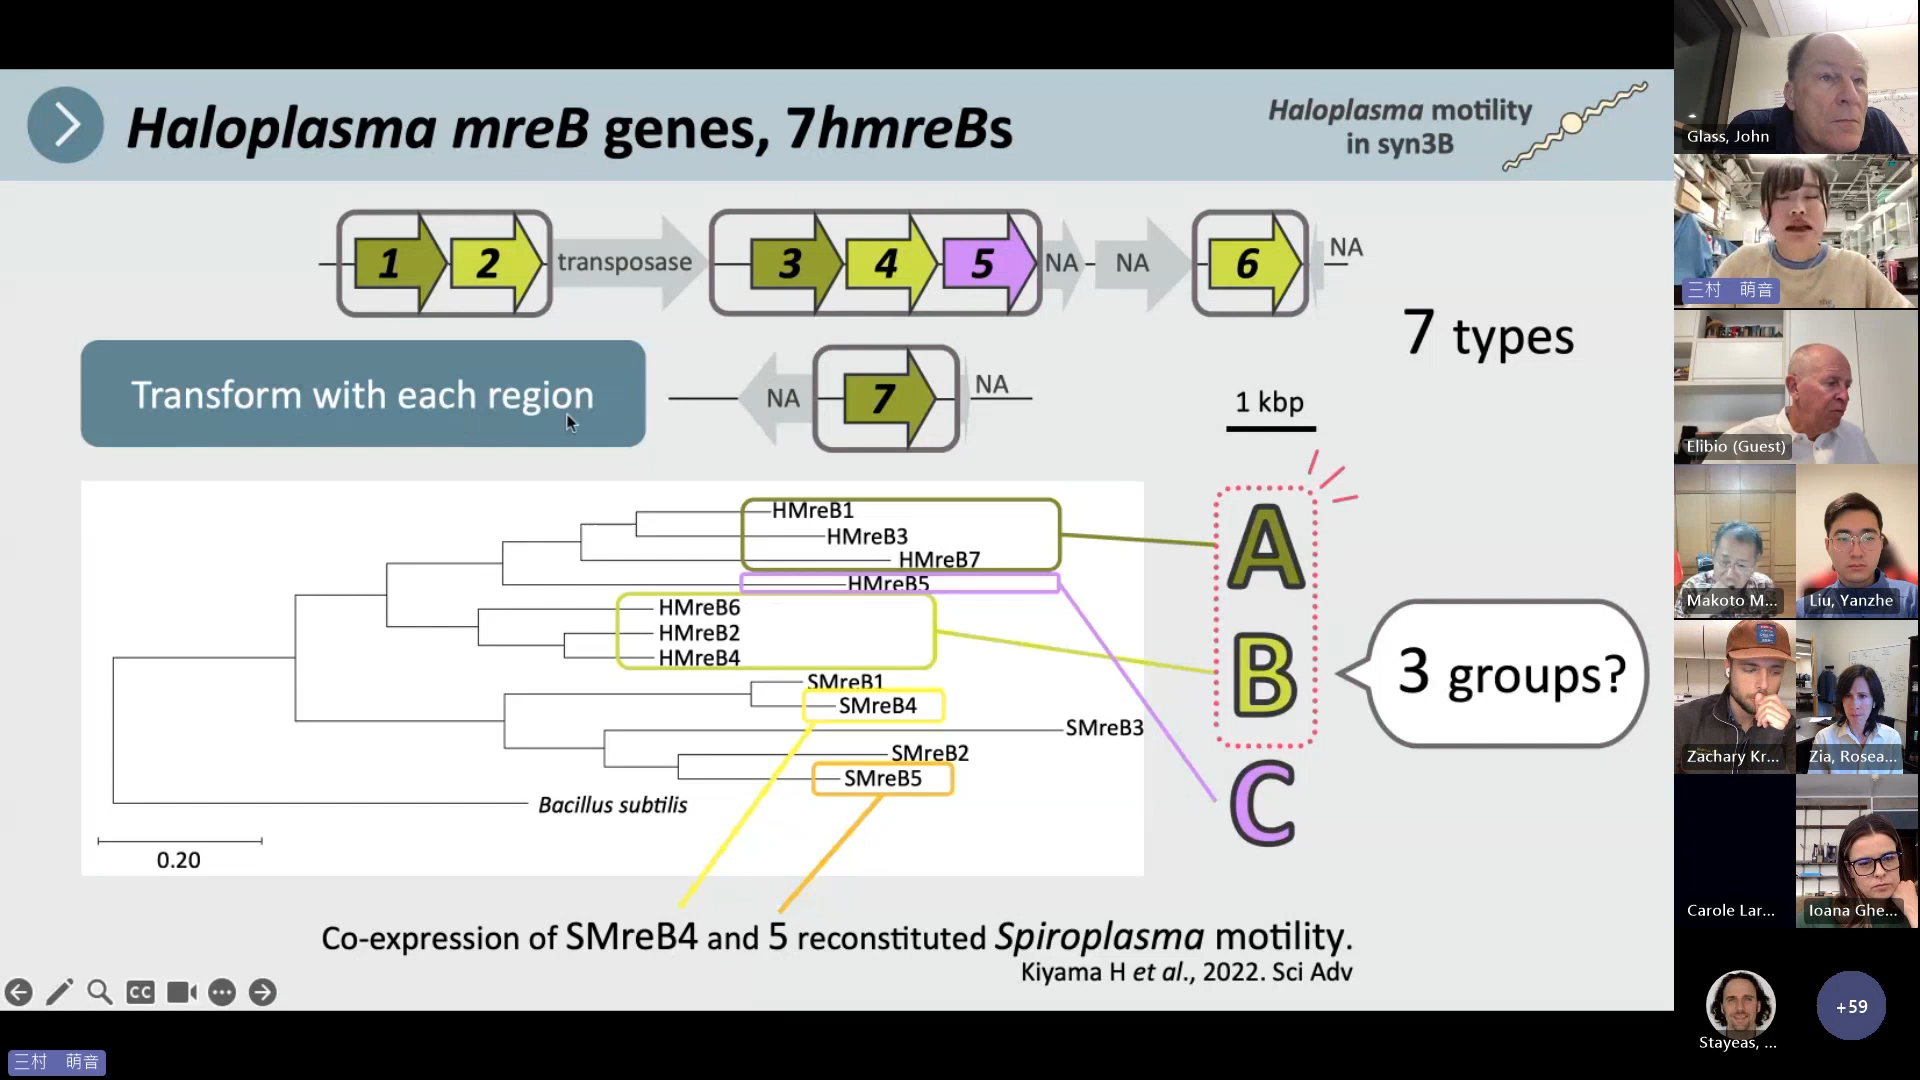 Haloplasma mreB genes, 7hmreBs
Haloplasma motility
in syn3B
1 2 transposase 3 4 5 NA NA 6 NA
7 types
Transform with each region
NA 7 NA
1 kbp
HMreB1
HMreB3
HMreB7
HMreB5
HMreB6
HMreB2
HMreB4
SMreB1
SMreB4
SMreB3
SMreB2
SMreB5
Bacillus subtilis
0.20
A
B
C
3 groups?
Co-expression of SMreB4 and 5 reconstituted Spiroplasma motility.
Kiyama H et al., 2022. Sci Adv
CC
三村 萌音
Glass, John
三村 萌音
Elibio (Guest)
Makoto M...
Liu, Yanzhe
Zachary Kr...
Zia, Rosea...
Carole Lar...
Ioana Ghe...
Stayeas, ...
+59